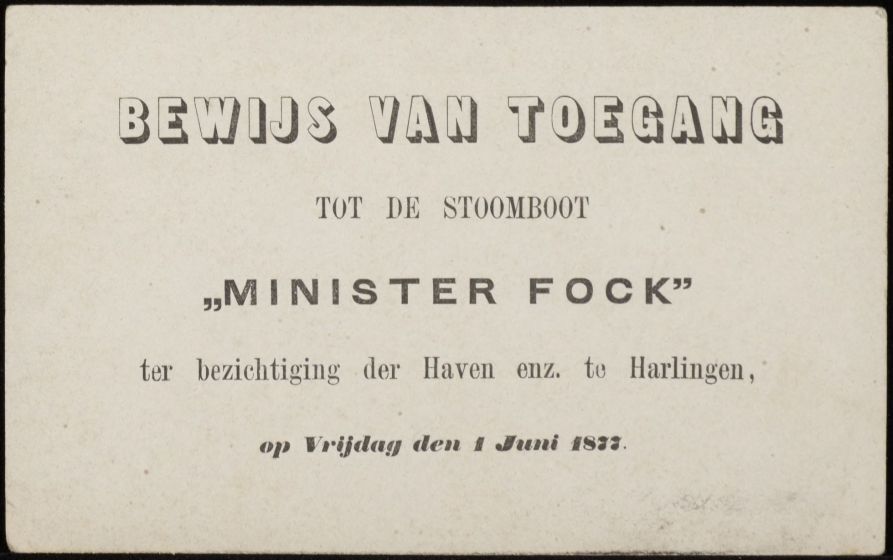 BEWIJS VAN TOEGANG
TOT DE STOOMBOOT
„MINISTER FOCK”
ter bezichtiging der Haven enz. te Harlingen,
op Vrijdag den 1 Juni 1877.